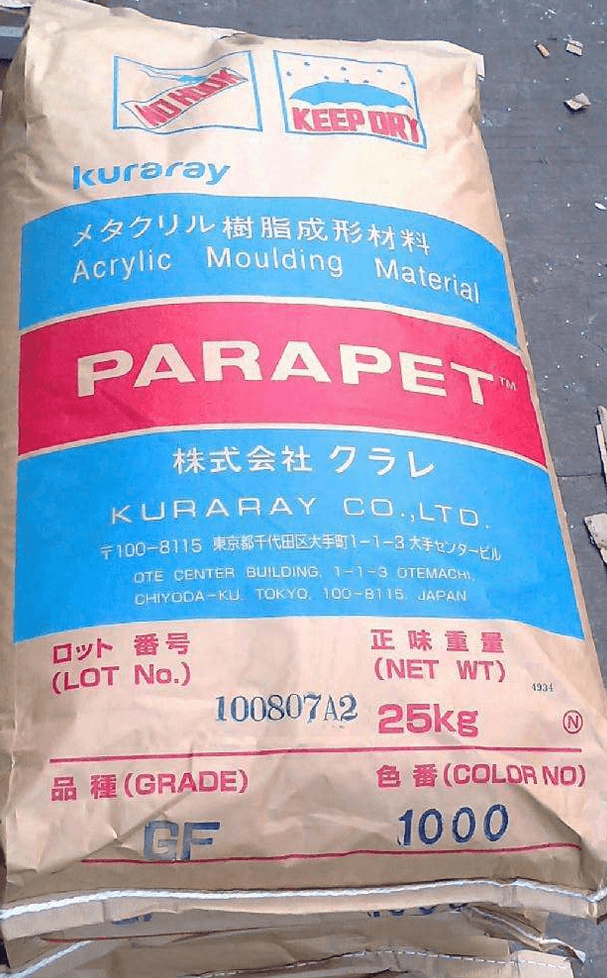 NO HOOK
KEEP DRY
kuraray
メタクリル樹脂成形材料
Acrylic Moulding Material
PARAPET™
株式会社 クラレ
KURARAY CO.,LTD.
〒100-8115 東京都千代田区大手町1-1-3 大手センタービル
OTE CENTER BUILDING, 1-1-3 OTEMACHI,
CHIYODA-KU, TOKYO, 100-8115, JAPAN
ロット 番号 正味重量
(LOT No.) (NET WT)
4934
100807A2 25kg Ⓝ
品 種(GRADE) 色 番(COLOR NO)
GF 1000